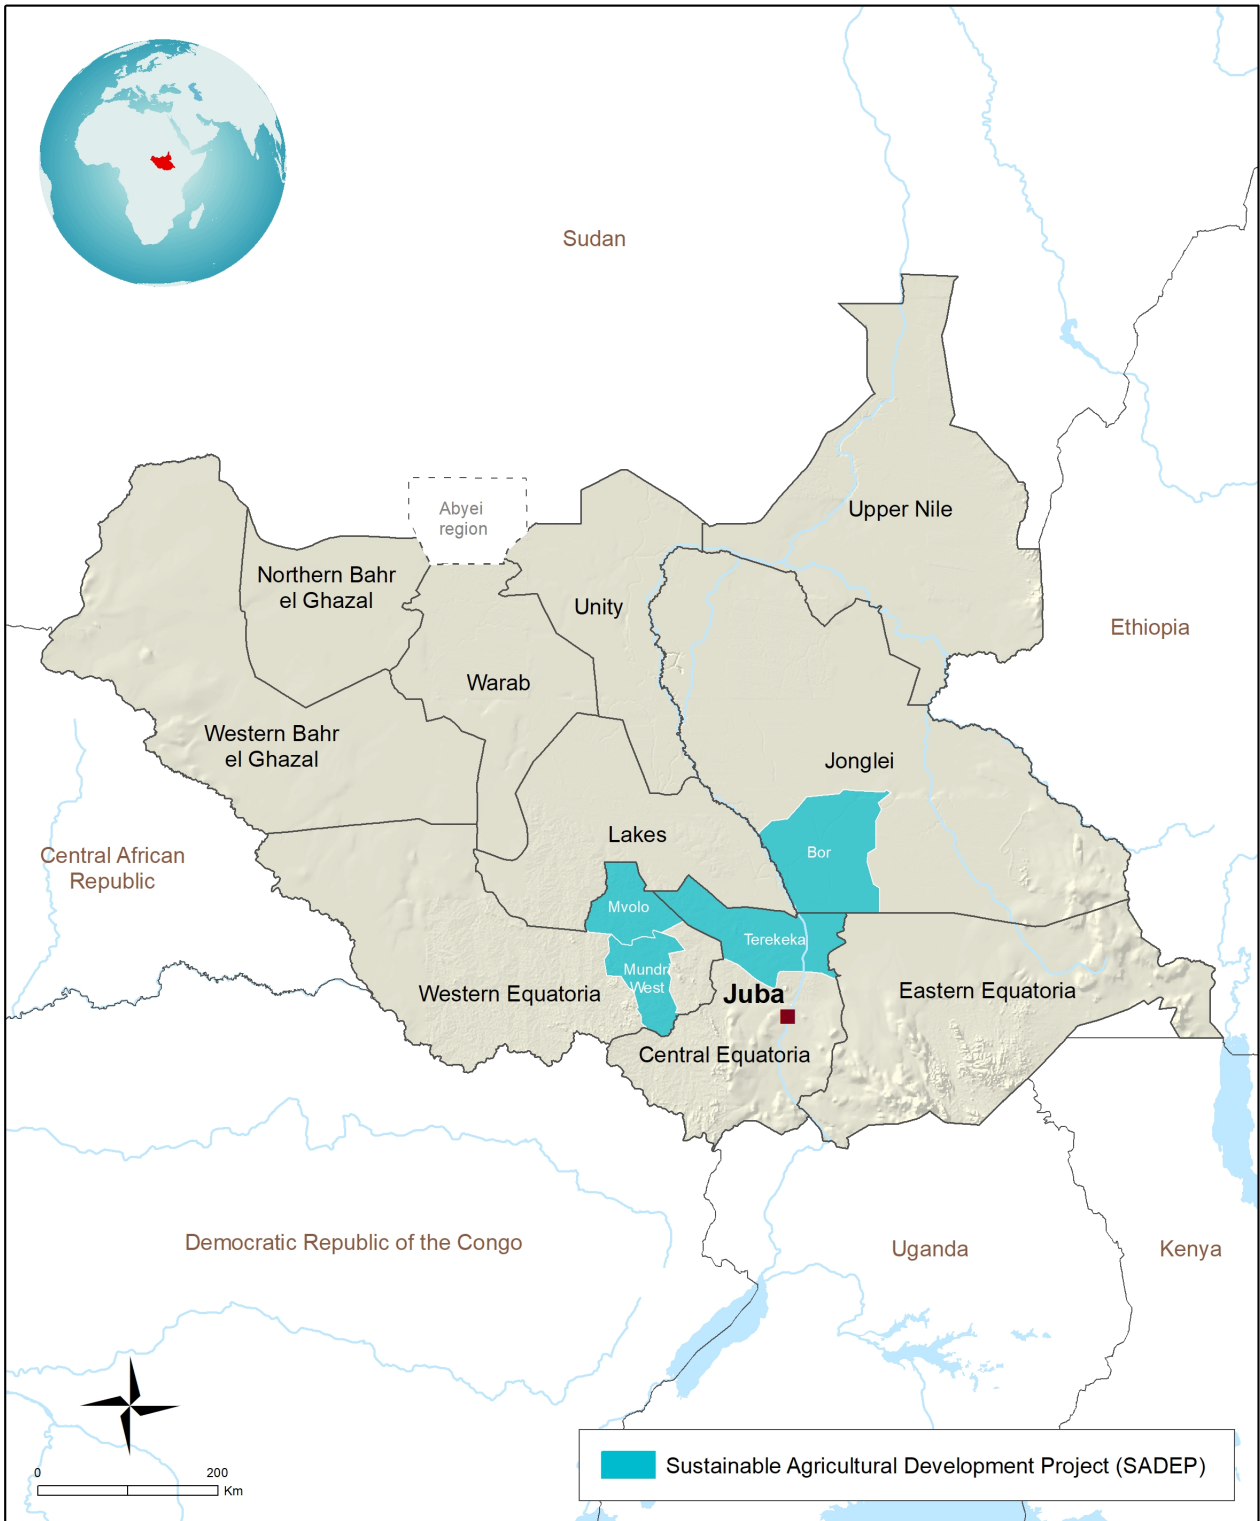 Sudan
Abyei
region
Upper Nile
Northern Bahr
el Ghazal
Unity
Ethiopia
Warab
Western Bahr
el Ghazal
Jonglei
Lakes
Bor
Central African
Republic
Mvolo
Terekeka
Mundri
West
Western Equatoria
Juba
Eastern Equatoria
Central Equatoria
Democratic Republic of the Congo
Uganda
Kenya
0 200
Km
Sustainable Agricultural Development Project (SADEP)